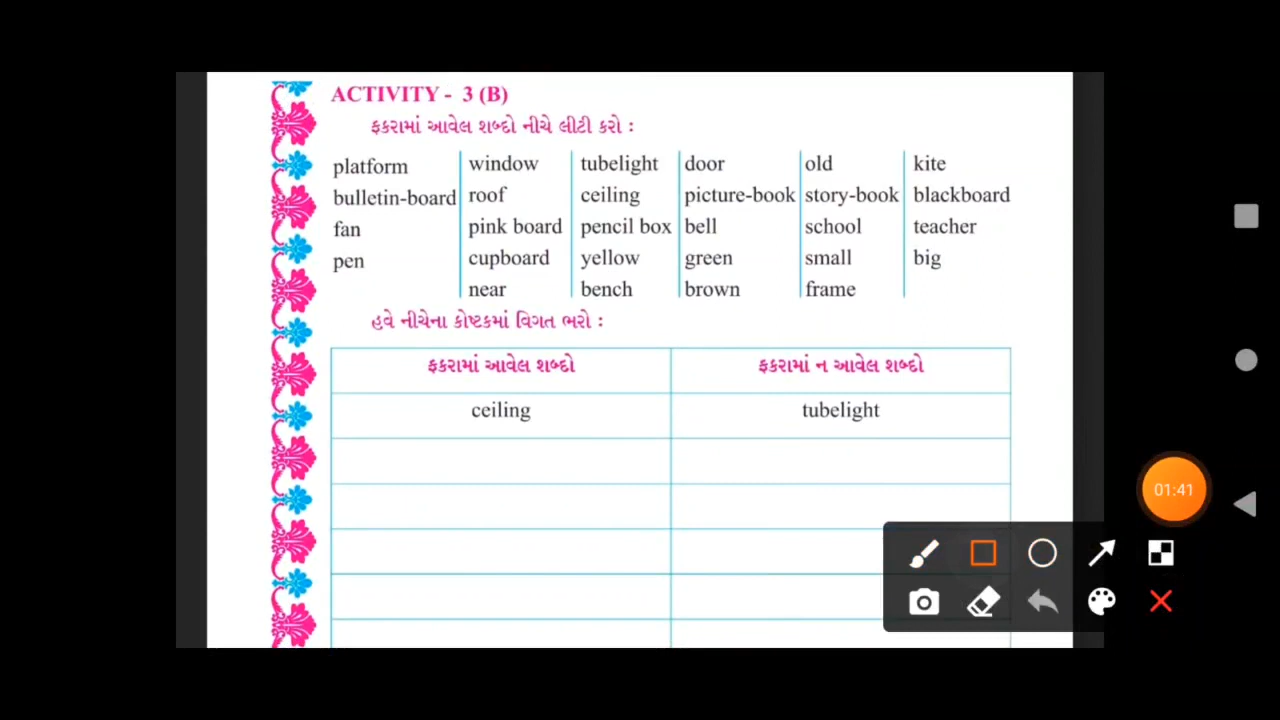 ACTIVITY - 3 (B)
ફકરામાં આવેલ શબ્દો નીચે લીટી કરો :
platform window tubelight door old kite
bulletin-board roof ceiling picture-book story-book blackboard
fan pink board pencil box bell school teacher
pen cupboard yellow green small big
near bench brown frame
હવે નીચેના કોષ્ટકમાં વિગત ભરો :
ફકરામાં આવેલ શબ્દો ફકરામાં ન આવેલ શબ્દો
ceiling tubelight
01:41